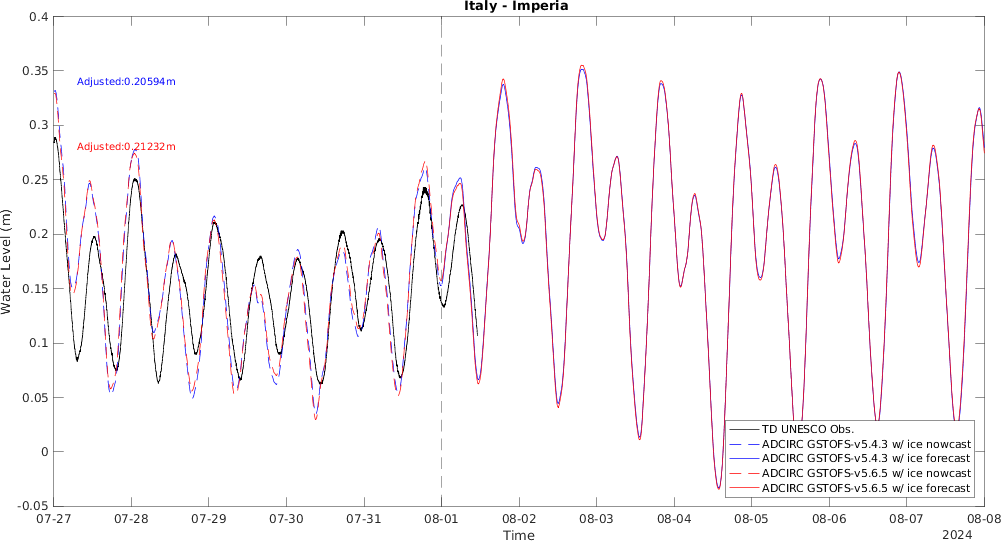 Italy - Imperia
0.4
0.35
0.3
0.25
0.2
0.15
0.1
0.05
0
-0.05
Water Level (m)
Adjusted:0.20594m
Adjusted:0.21232m
TD UNESCO Obs.
ADCIRC GSTOFS-v5.4.3 w/ ice nowcast
ADCIRC GSTOFS-v5.4.3 w/ ice forecast
ADCIRC GSTOFS-v5.6.5 w/ ice nowcast
ADCIRC GSTOFS-v5.6.5 w/ ice forecast
07-27 07-28 07-29 07-30 07-31 08-01 08-02 08-03 08-04 08-05 08-06 08-07 08-08
Time
2024